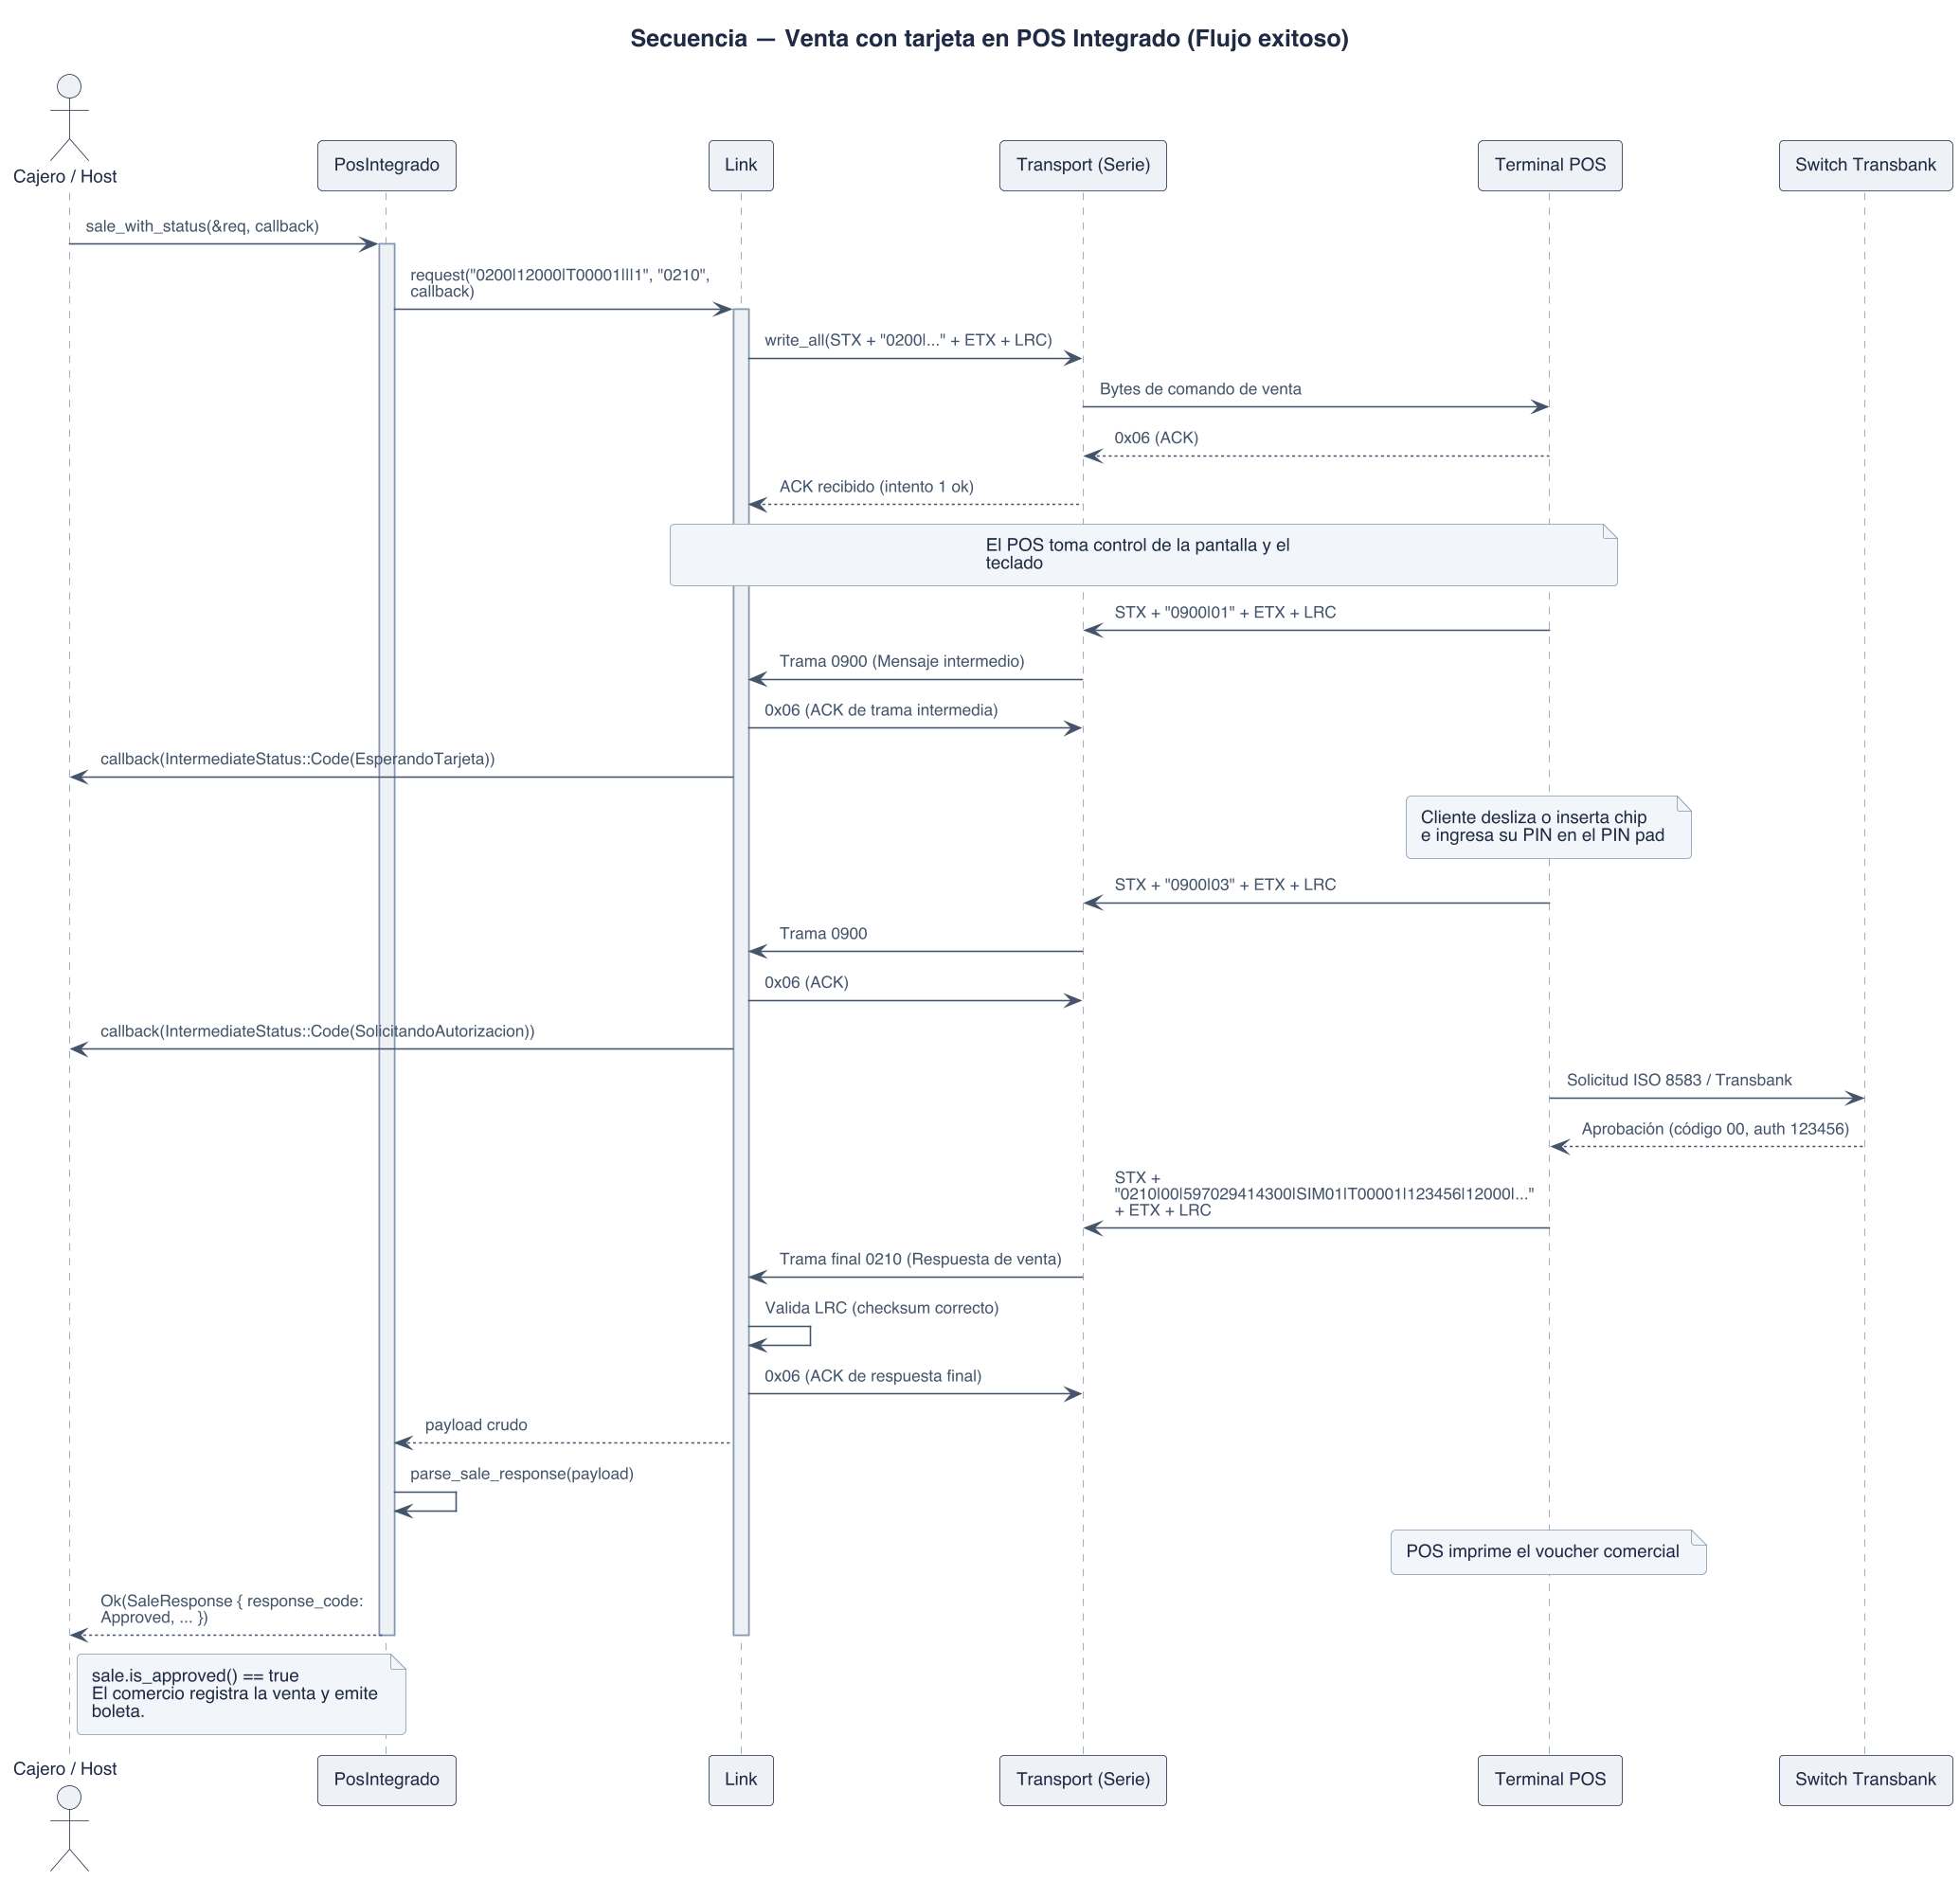 Secuencia — Venta con tarjeta en POS Integrado (Flujo exitoso)
Cajero / Host
PosIntegrado
Link
Transport (Serie)
Terminal POS
Switch Transbank
sale_with_status(&req, callback)
request("0200|12000|T00001|||1", "0210",
callback)
write_all(STX + "0200|..." + ETX + LRC)
Bytes de comando de venta
0x06 (ACK)
ACK recibido (intento 1 ok)
El POS toma control de la pantalla y el
teclado
STX + "0900|01" + ETX + LRC
Trama 0900 (Mensaje intermedio)
0x06 (ACK de trama intermedia)
callback(IntermediateStatus::Code(EsperandoTarjeta))
Cliente desliza o inserta chip
e ingresa su PIN en el PIN pad
STX + "0900|03" + ETX + LRC
Trama 0900
0x06 (ACK)
callback(IntermediateStatus::Code(SolicitandoAutorizacion))
Solicitud ISO 8583 / Transbank
Aprobación (código 00, auth 123456)
STX +
"0210|00|597029414300|SIM01|T00001|123456|12000|..."
+ ETX + LRC
Trama final 0210 (Respuesta de venta)
Valida LRC (checksum correcto)
0x06 (ACK de respuesta final)
payload crudo
parse_sale_response(payload)
POS imprime el voucher comercial
Ok(SaleResponse { response_code:
Approved, ... })
sale.is_approved() == true
El comercio registra la venta y emite
boleta.
Cajero / Host
PosIntegrado
Link
Transport (Serie)
Terminal POS
Switch Transbank